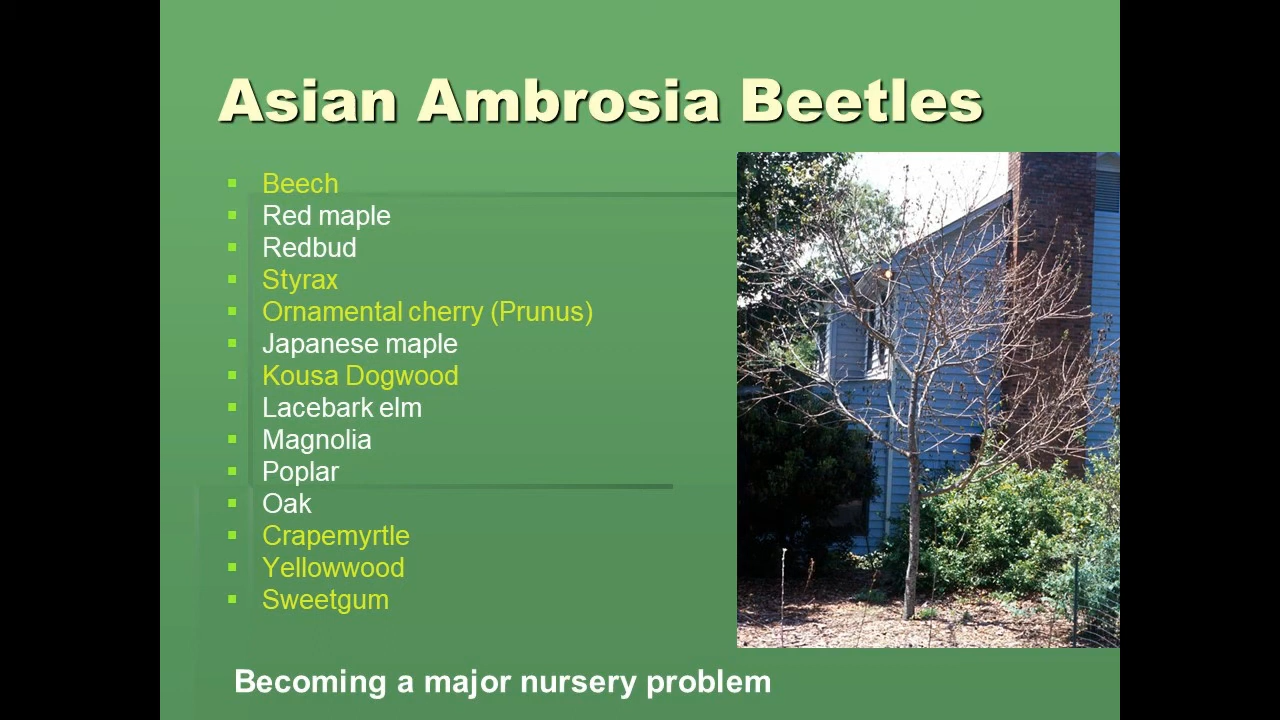 Asian Ambrosia Beetles
Beech
Red maple
Redbud
Styrax
Ornamental cherry (Prunus)
Japanese maple
Kousa Dogwood
Lacebark elm
Magnolia
Poplar
Oak
Crapemyrtle
Yellowwood
Sweetgum
Becoming a major nursery problem